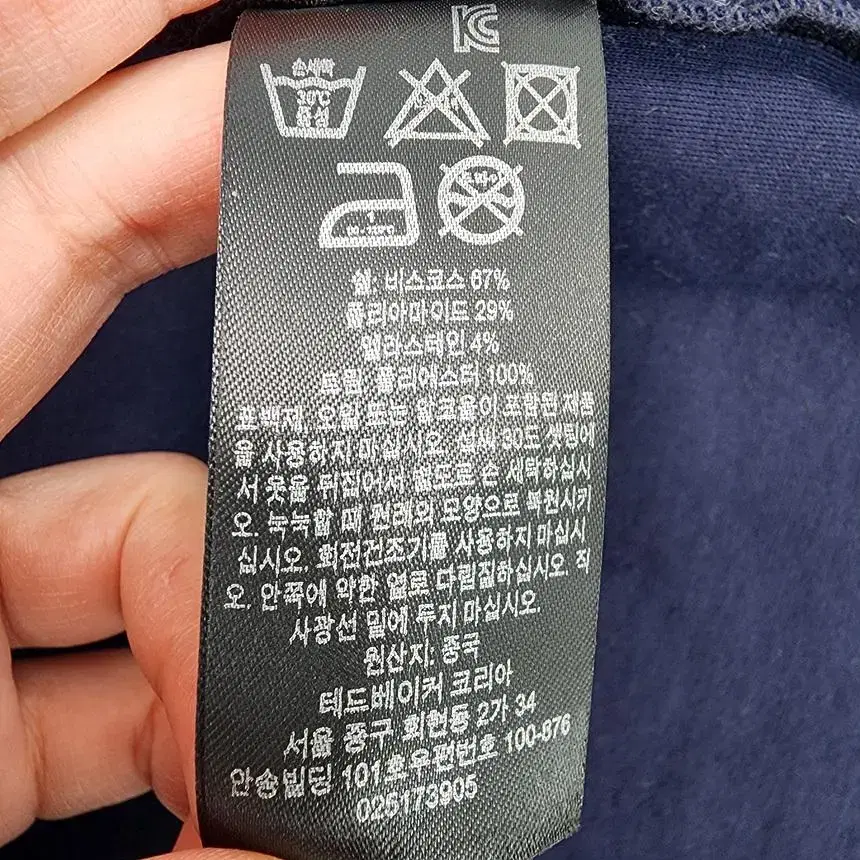 손세탁
30℃
중성
1
셸: 비스코스 67%
폴리아마이드 29%
엘라스테인 4%
트림: 폴리에스터 100%
표백제, 오일 또는 알코올이 포함된 제품
을 사용하지 마십시오. 섭씨 30도 셋팅에
서 옷을 뒤집어서 별도로 손 세탁하십시
오. 눅눅할 때 원래의 모양으로 복원시키
십시오. 회전건조기를 사용하지 마십시
오. 안쪽에 약한 열로 다림질하십시오. 직
사광선 밑에 두지 마십시오.
원산지: 중국
테드베이커 코리아
서울 중구 회현동 2가 34
안송빌딩 101호우편번호 100-876
025173905